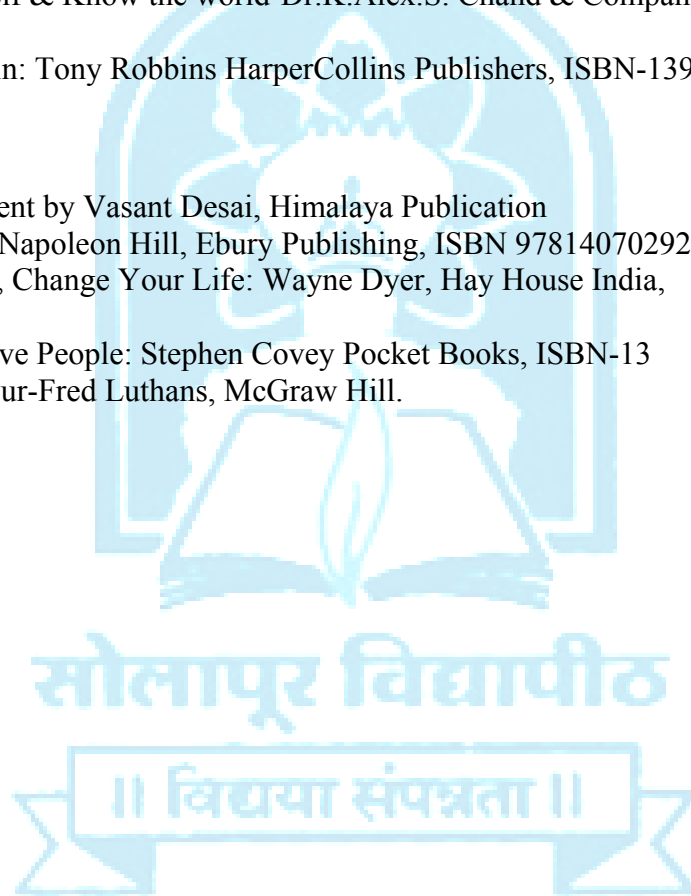 & Know the world-Dr.K.Alex.S. Chand & Compan
in: Tony Robbins HarperCollins Publishers, ISBN-139
ent by Vasant Desai, Himalaya Publication
Napoleon Hill, Ebury Publishing, ISBN 97814070292
, Change Your Life: Wayne Dyer, Hay House India,
ve People: Stephen Covey Pocket Books, ISBN-13
ur-Fred Luthans, McGraw Hill.
सोलापूर विद्यापीठ
॥ विद्यया संपन्नता ॥